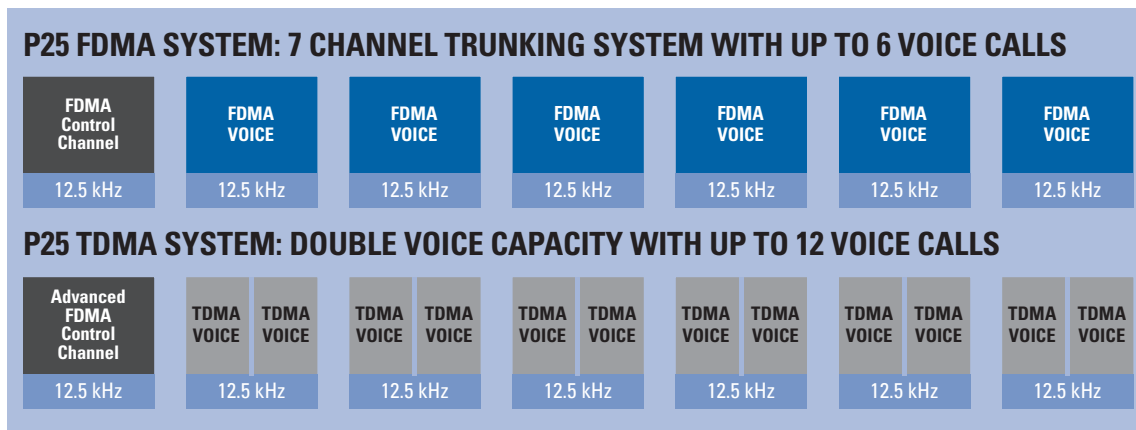 P25 FDMA SYSTEM: 7 CHANNEL TRUNKING SYSTEM WITH UP TO 6 VOICE CALLS
FDMA
Control
Channel
FDMA
VOICE
FDMA
VOICE
FDMA
VOICE
FDMA
VOICE
FDMA
VOICE
FDMA
VOICE
12.5 kHz
12.5 kHz
12.5 kHz
12.5 kHz
12.5 kHz
12.5 kHz
12.5 kHz
P25 TDMA SYSTEM: DOUBLE VOICE CAPACITY WITH UP TO 12 VOICE CALLS
Advanced
FDMA
Control
Channel
TDMA
VOICE
TDMA
VOICE
TDMA
VOICE
TDMA
VOICE
TDMA
VOICE
TDMA
VOICE
TDMA
VOICE
TDMA
VOICE
TDMA
VOICE
TDMA
VOICE
TDMA
VOICE
TDMA
VOICE
12.5 kHz
12.5 kHz
12.5 kHz
12.5 kHz
12.5 kHz
12.5 kHz
12.5 kHz